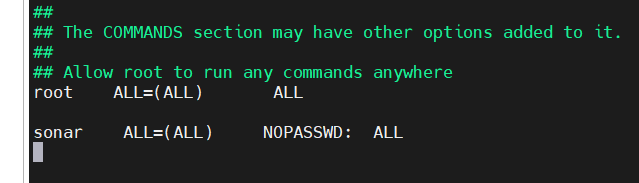 ##
## The COMMANDS section may have other options added to it.
##
## Allow root to run any commands anywhere
root    ALL=(ALL)       ALL
sonar    ALL=(ALL)     NOPASSWD:  ALL